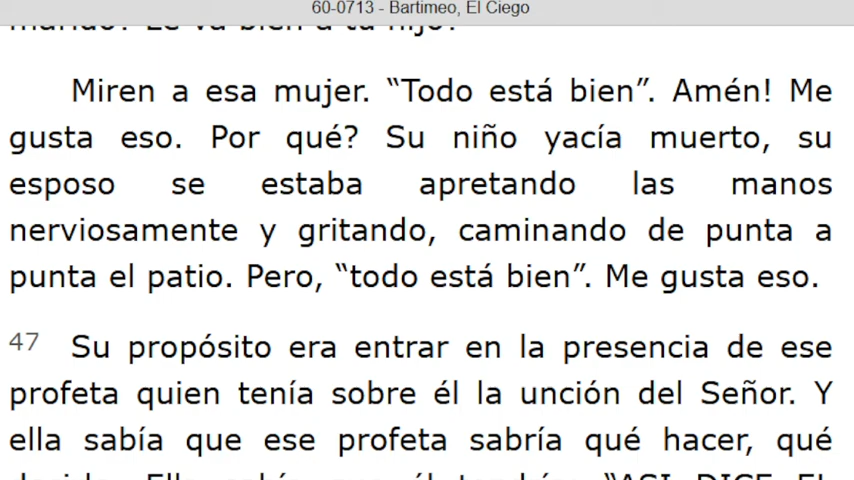 60-0713 - Bartimeo, El Ciego
Miren a esa mujer. “Todo está bien”. Amén! Me
gusta eso. Por qué? Su niño yacía muerto, su
esposo se estaba apretando las manos
nerviosamente y gritando, caminando de punta a
punta el patio. Pero, “todo está bien”. Me gusta eso.
47 Su propósito era entrar en la presencia de ese
profeta quien tenía sobre él la unción del Señor. Y
ella sabía que ese profeta sabría qué hacer, qué